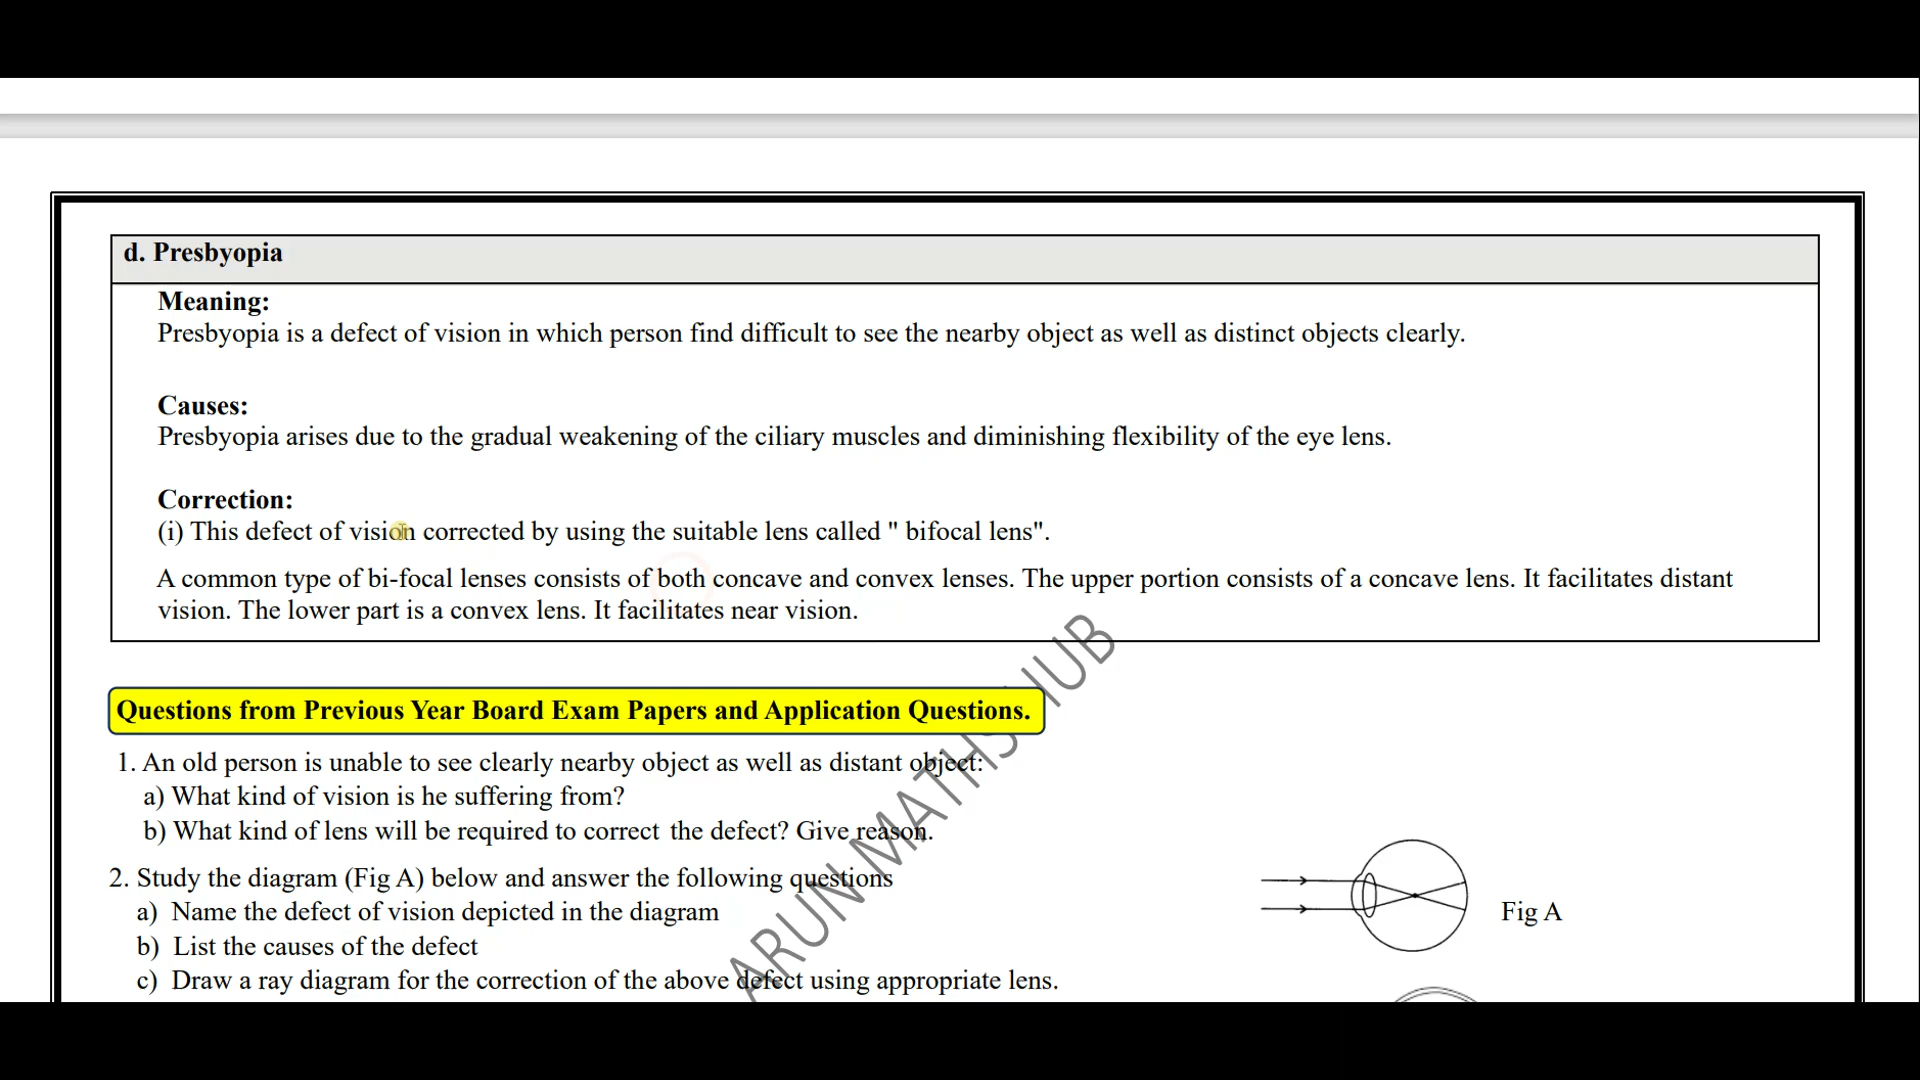 d. Presbyopia
Meaning:
Presbyopia is a defect of vision in which person find difficult to see the nearby object as well as distinct objects clearly.
Causes:
Presbyopia arises due to the gradual weakening of the ciliary muscles and diminishing flexibility of the eye lens.
Correction:
(i) This defect of vision corrected by using the suitable lens called " bifocal lens".
A common type of bi-focal lenses consists of both concave and convex lenses. The upper portion consists of a concave lens. It facilitates distant
vision. The lower part is a convex lens. It facilitates near vision.
Questions from Previous Year Board Exam Papers and Application Questions.
1. An old person is unable to see clearly nearby object as well as distant object:
a) What kind of vision is he suffering from?
b) What kind of lens will be required to correct the defect? Give reason.
2. Study the diagram (Fig A) below and answer the following questions
a) Name the defect of vision depicted in the diagram
b) List the causes of the defect
c) Draw a ray diagram for the correction of the above defect using appropriate lens.
Fig A
ARUN MATHS HUB